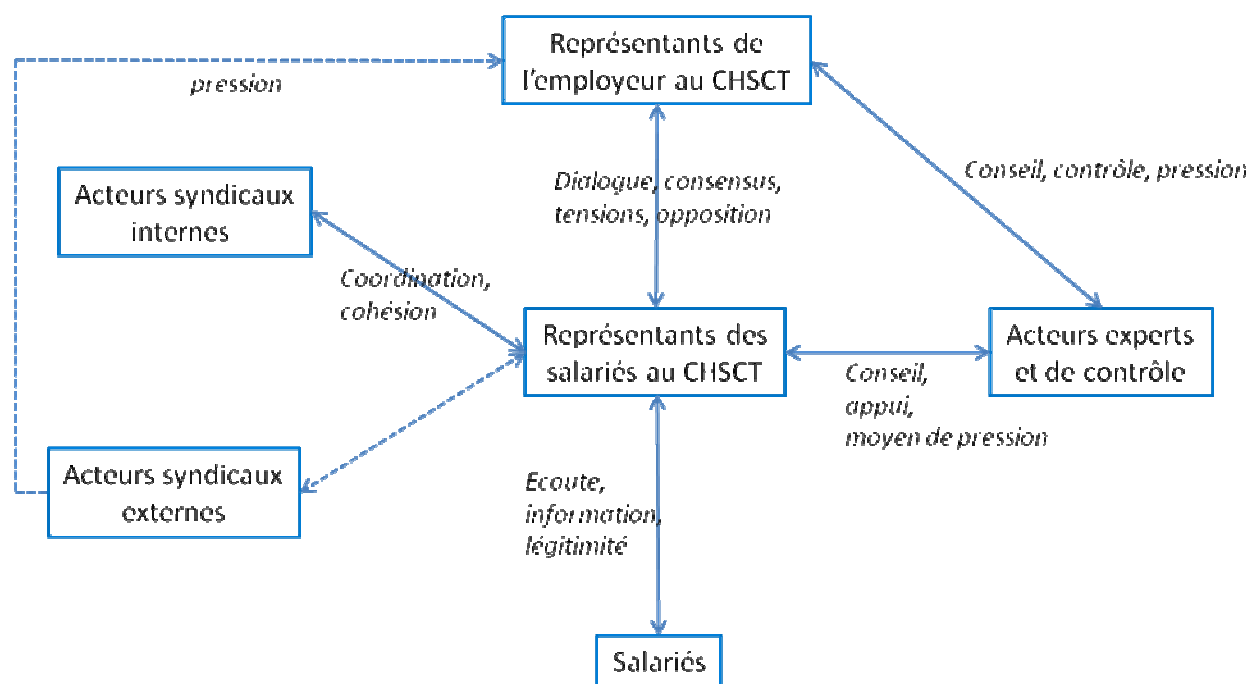 Représentants de
l'employeur au CHSCT
pression
Conseil, contrôle, pression
Dialogue, consensus,
tensions, opposition
Acteurs syndicaux
internes
Coordination,
cohésion
Représentants des
salariés au CHSCT
Acteurs experts
et de contrôle
Conseil,
appui,
moyen de pression
Acteurs syndicaux
externes
Ecoute,
information,
légitimité
Salariés